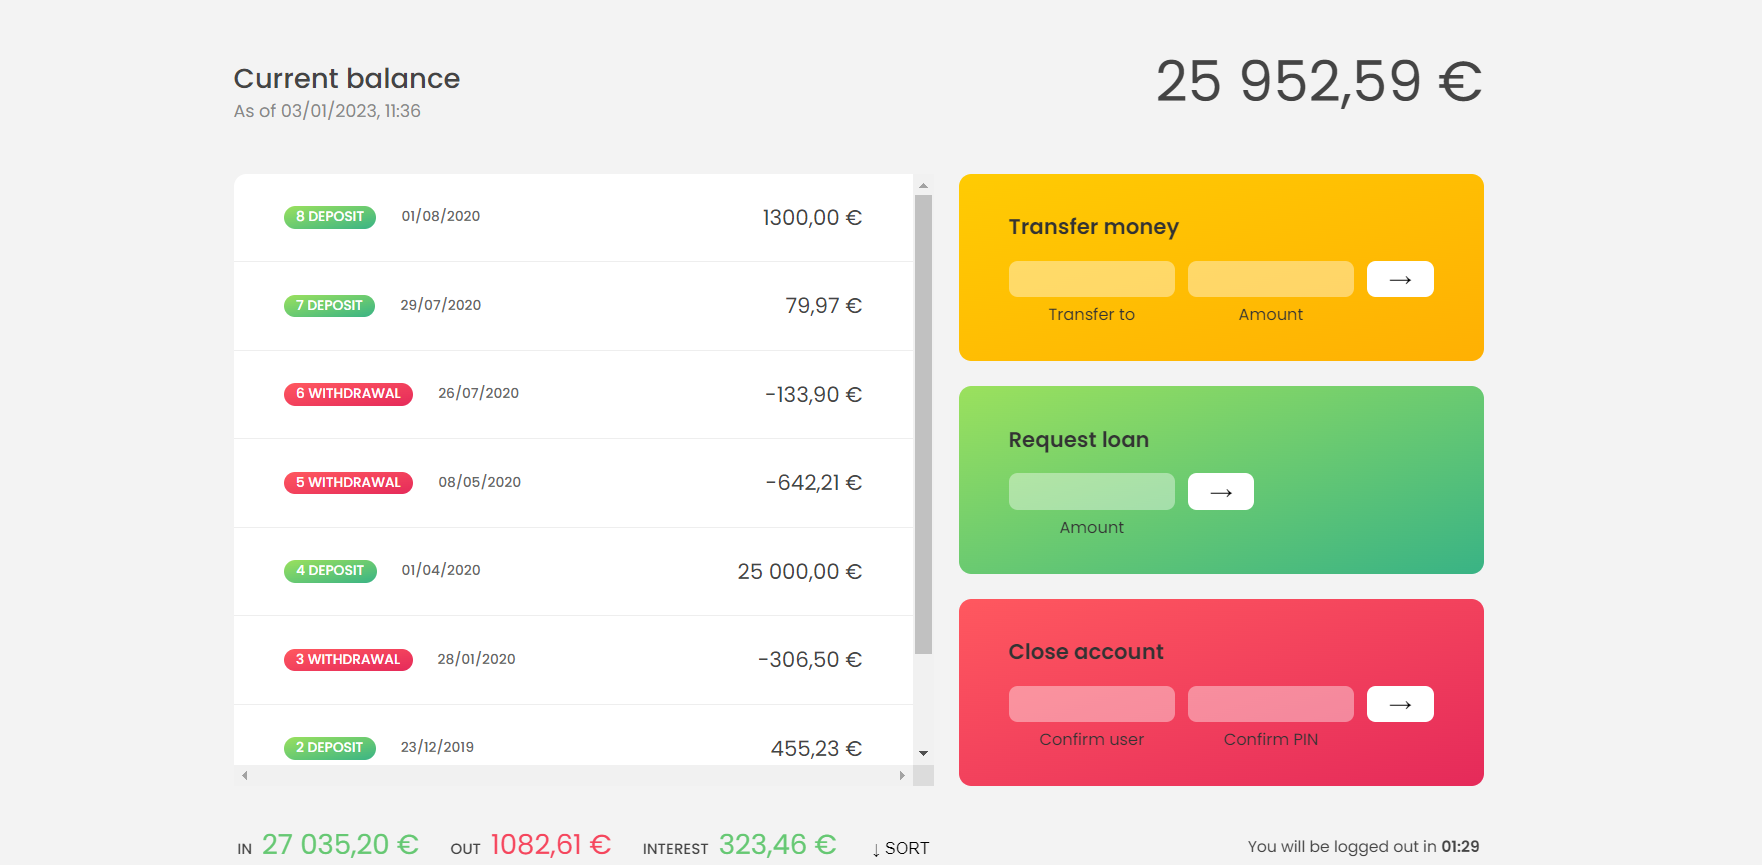 Current balance
As of 03/01/2023, 11:36
25 952,59 €
8 DEPOSIT 01/08/2020 1300,00 €
7 DEPOSIT 29/07/2020 79,97 €
6 WITHDRAWAL 26/07/2020 -133,90 €
5 WITHDRAWAL 08/05/2020 -642,21 €
4 DEPOSIT 01/04/2020 25 000,00 €
3 WITHDRAWAL 28/01/2020 -306,50 €
2 DEPOSIT 23/12/2019 455,23 €
Transfer money
→
Transfer to Amount
Request loan
→
Amount
Close account
→
Confirm user Confirm PIN
IN 27 035,20 € OUT 1082,61 € INTEREST 323,46 € ↓ SORT
You will be logged out in 01:29